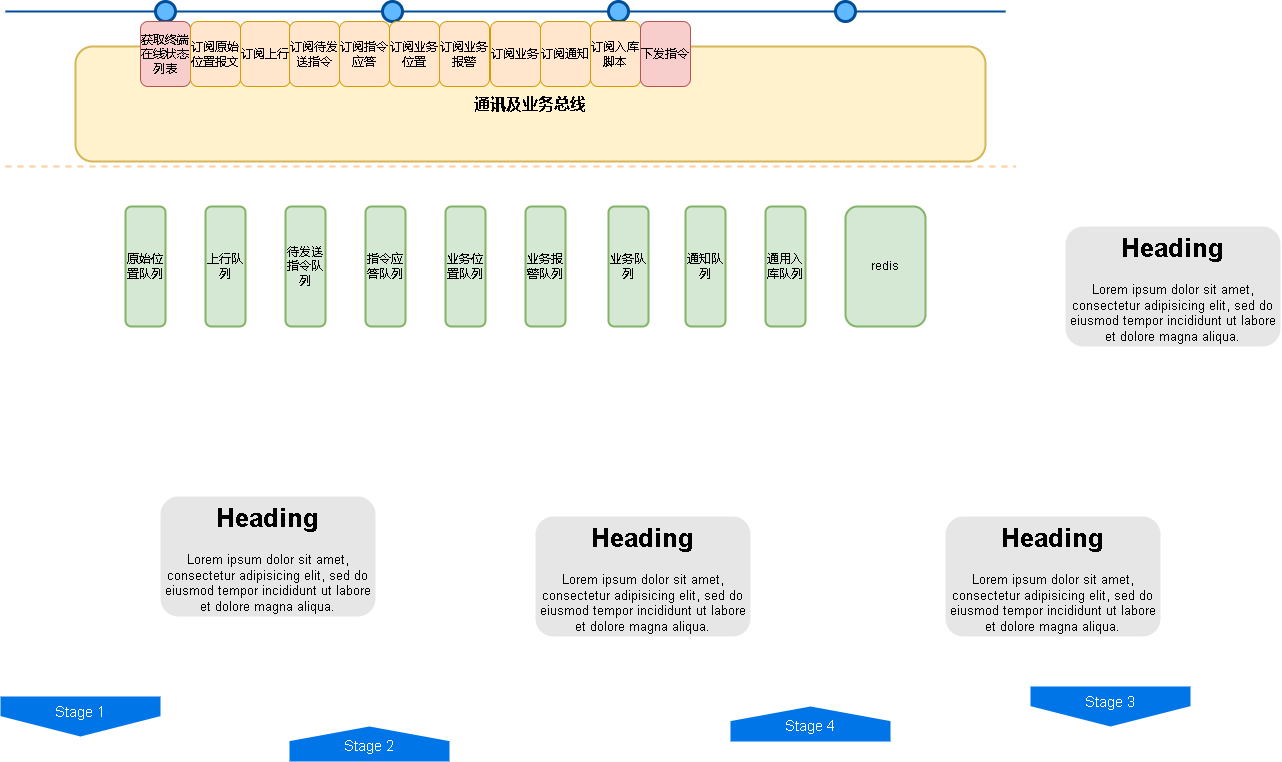 获取终端
在线状态
列表
订阅原始
位置报文
订阅上行
订阅待发
送指令
订阅指令
应答
订阅业务
位置
订阅业务
报警
订阅业务
订阅通知
订阅入库
脚本
下发指令
通讯及业务总线
原始位
置队列
上行队
列
待发送
指令队
列
指令应
答队列
业务位
置队列
业务报
警队列
业务队
列
通知队
列
通用入
库队列
redis
Heading
Lorem ipsum dolor sit amet,
consectetur adipisicing elit, sed do
eiusmod tempor incididunt ut labore
et dolore magna aliqua.
Heading
Lorem ipsum dolor sit amet,
consectetur adipisicing elit, sed do
eiusmod tempor incididunt ut labore
et dolore magna aliqua.
Heading
Lorem ipsum dolor sit amet,
consectetur adipisicing elit, sed do
eiusmod tempor incididunt ut labore
et dolore magna aliqua.
Heading
Lorem ipsum dolor sit amet,
consectetur adipisicing elit, sed do
eiusmod tempor incididunt ut labore
et dolore magna aliqua.
Stage 1
Stage 2
Stage 4
Stage 3